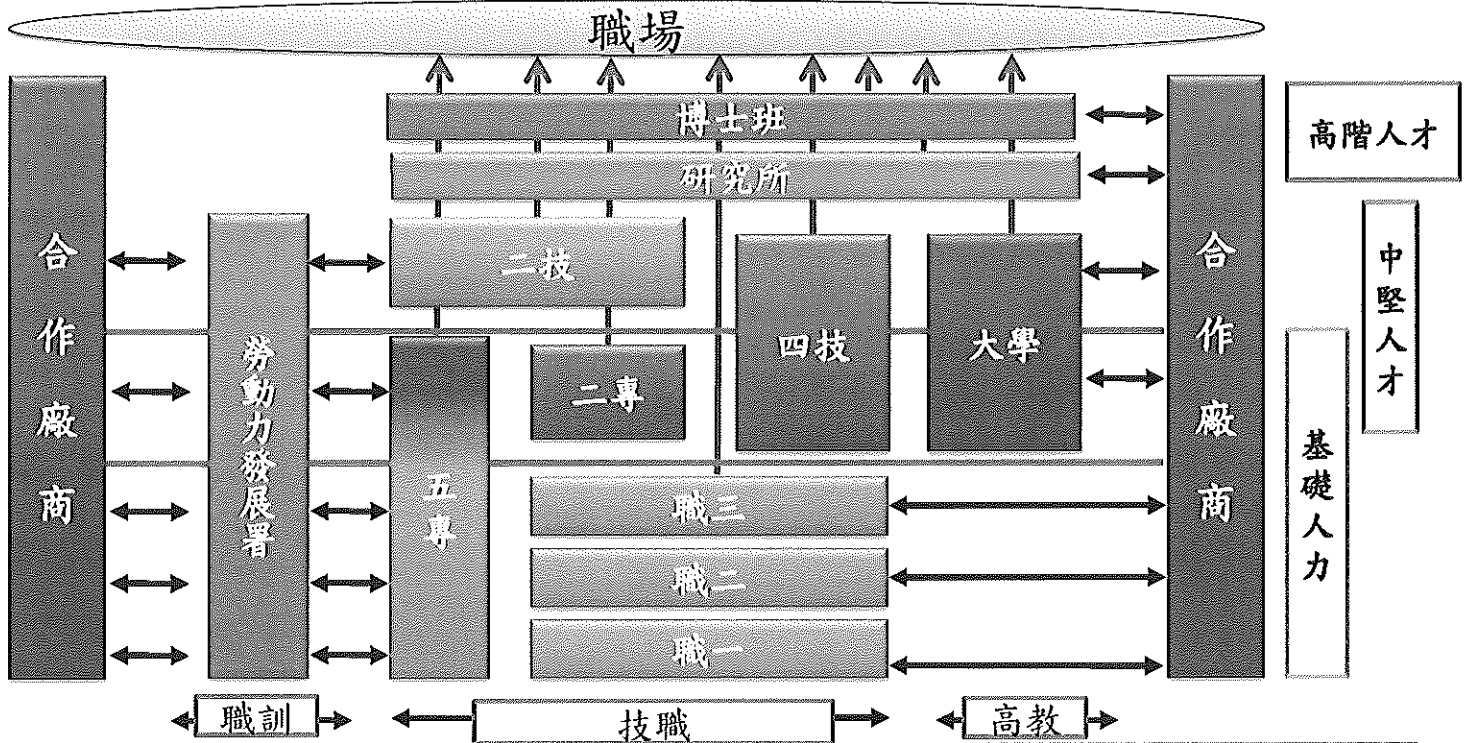 職場
博士班
高階人才
研究所
合作廠商
勞動力發展署
二技
四技
大學
合作廠商
中堅人才
二專
五專
基礎人力
職三
職二
職一
職訓
技職
高教